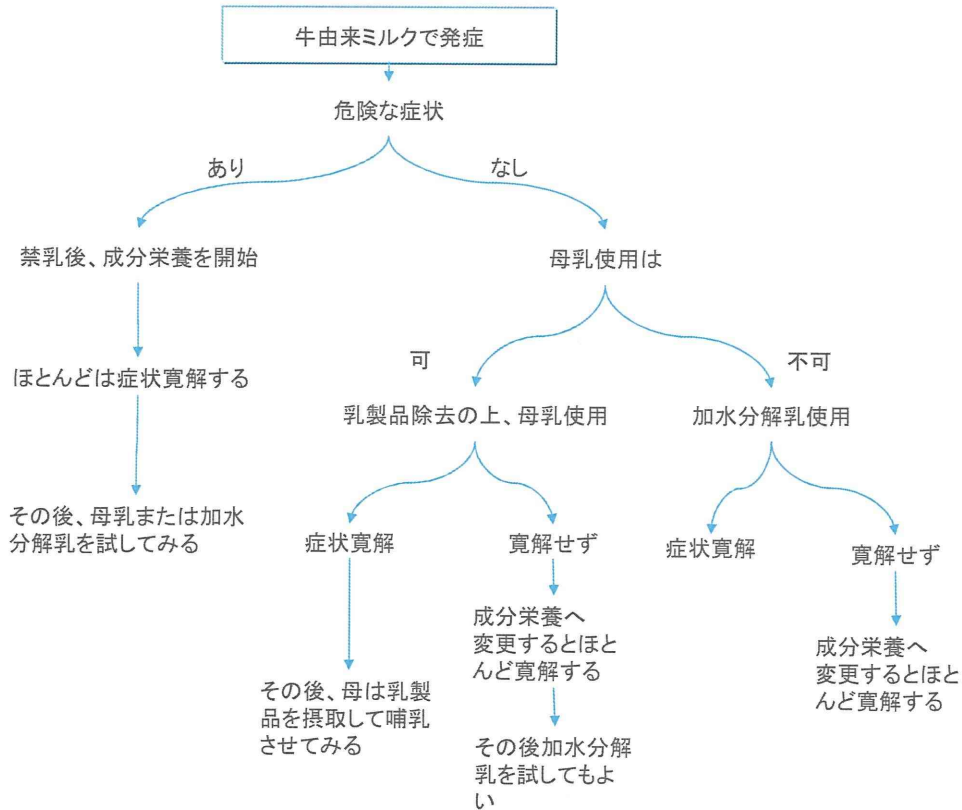 牛由来ミルクで発症
危険な症状
あり
なし
禁乳後、成分栄養を開始
母乳使用は
ほとんどは症状寛解する
可
不可
乳製品除去の上、母乳使用
加水分解乳使用
その後、母乳または加水
分解乳を試してみる
症状寛解
寛解せず
症状寛解
寛解せず
成分栄養へ
変更するとほと
んど寛解する
成分栄養へ
変更するとほと
んど寛解する
その後、母は乳製
品を摂取して哺乳
させてみる
その後加水分解
乳を試してもよ
い